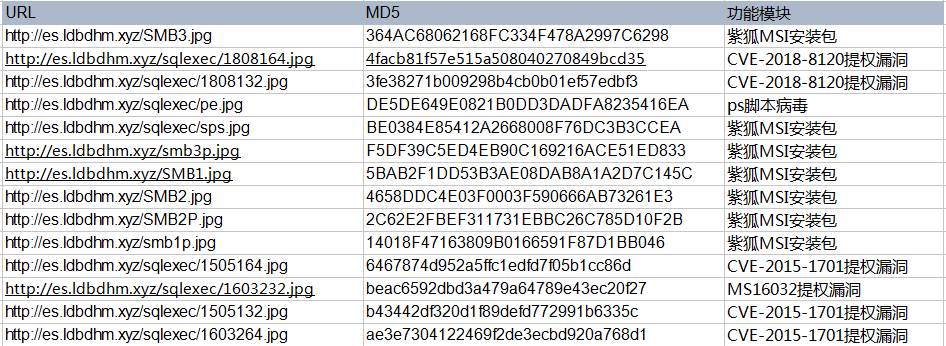 URL MD5 功能模块
http://es.ldbdhm.xyz/SMB3.jpg 364AC68062168FC334F478A2997C6298 紫狐MSI安装包
http://es.ldbdhm.xyz/sqlexec/1808164.jpg 4facb81f57e515a508040270849bcd35 CVE-2018-8120提权漏洞
http://es.ldbdhm.xyz/sqlexec/1808132.jpg 3fe38271b009298b4cb0b01ef57edbf3 CVE-2018-8120提权漏洞
http://es.ldbdhm.xyz/sqlexec/pe.jpg DE5DE649E0821B0DD3DADFA8235416EA ps脚本病毒
http://es.ldbdhm.xyz/sqlexec/sps.jpg BE0384E85412A2668008F76DC3B3CCEA 紫狐MSI安装包
http://es.ldbdhm.xyz/smb3p.jpg F5DF39C5ED4EB90C169216ACE51ED833 紫狐MSI安装包
http://es.ldbdhm.xyz/SMB1.jpg 5BAB2F1DD53B3AE08DAB8A1A2D7C145C 紫狐MSI安装包
http://es.ldbdhm.xyz/SMB2.jpg 4658DDC4E03F0003F590666AB73261E3 紫狐MSI安装包
http://es.ldbdhm.xyz/SMB2P.jpg 2C62E2FBEF311731EBBC26C785D10F2B 紫狐MSI安装包
http://es.ldbdhm.xyz/smb1p.jpg 14018F47163809B0166591F87D1BB046 紫狐MSI安装包
http://es.ldbdhm.xyz/sqlexec/1505164.jpg 6467874d952a5ffc1edfd7f05b1cc86d CVE-2015-1701提权漏洞
http://es.ldbdhm.xyz/sqlexec/1603232.jpg beac6592dbd3a479a64789e43ec20f27 MS16032提权漏洞
http://es.ldbdhm.xyz/sqlexec/1505132.jpg b43442df320d1f89defd772991b6335c CVE-2015-1701提权漏洞
http://es.ldbdhm.xyz/sqlexec/1603264.jpg ae3e7304122469f2de3ecbd920a768d1 CVE-2015-1701提权漏洞